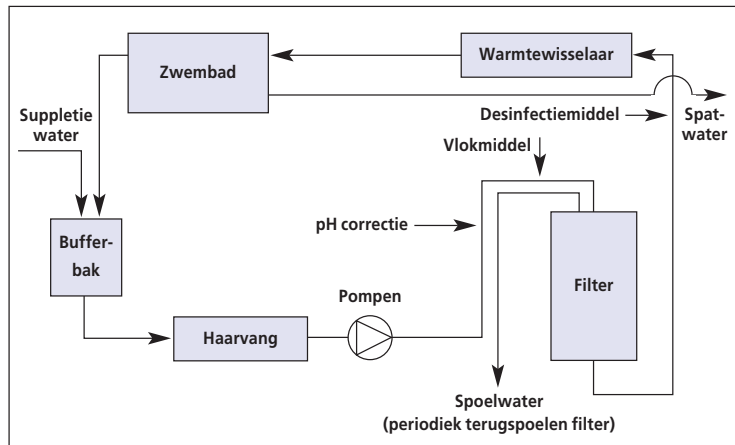 Zwembad
Warmtewisselaar
Suppletie
water
Desinfectiemiddel
Spat-
water
Vlokmiddel
pH correctie
Buffer-
bak
Pompen
Filter
Haarvang
Spoelwater
(periodiek terugspoelen filter)